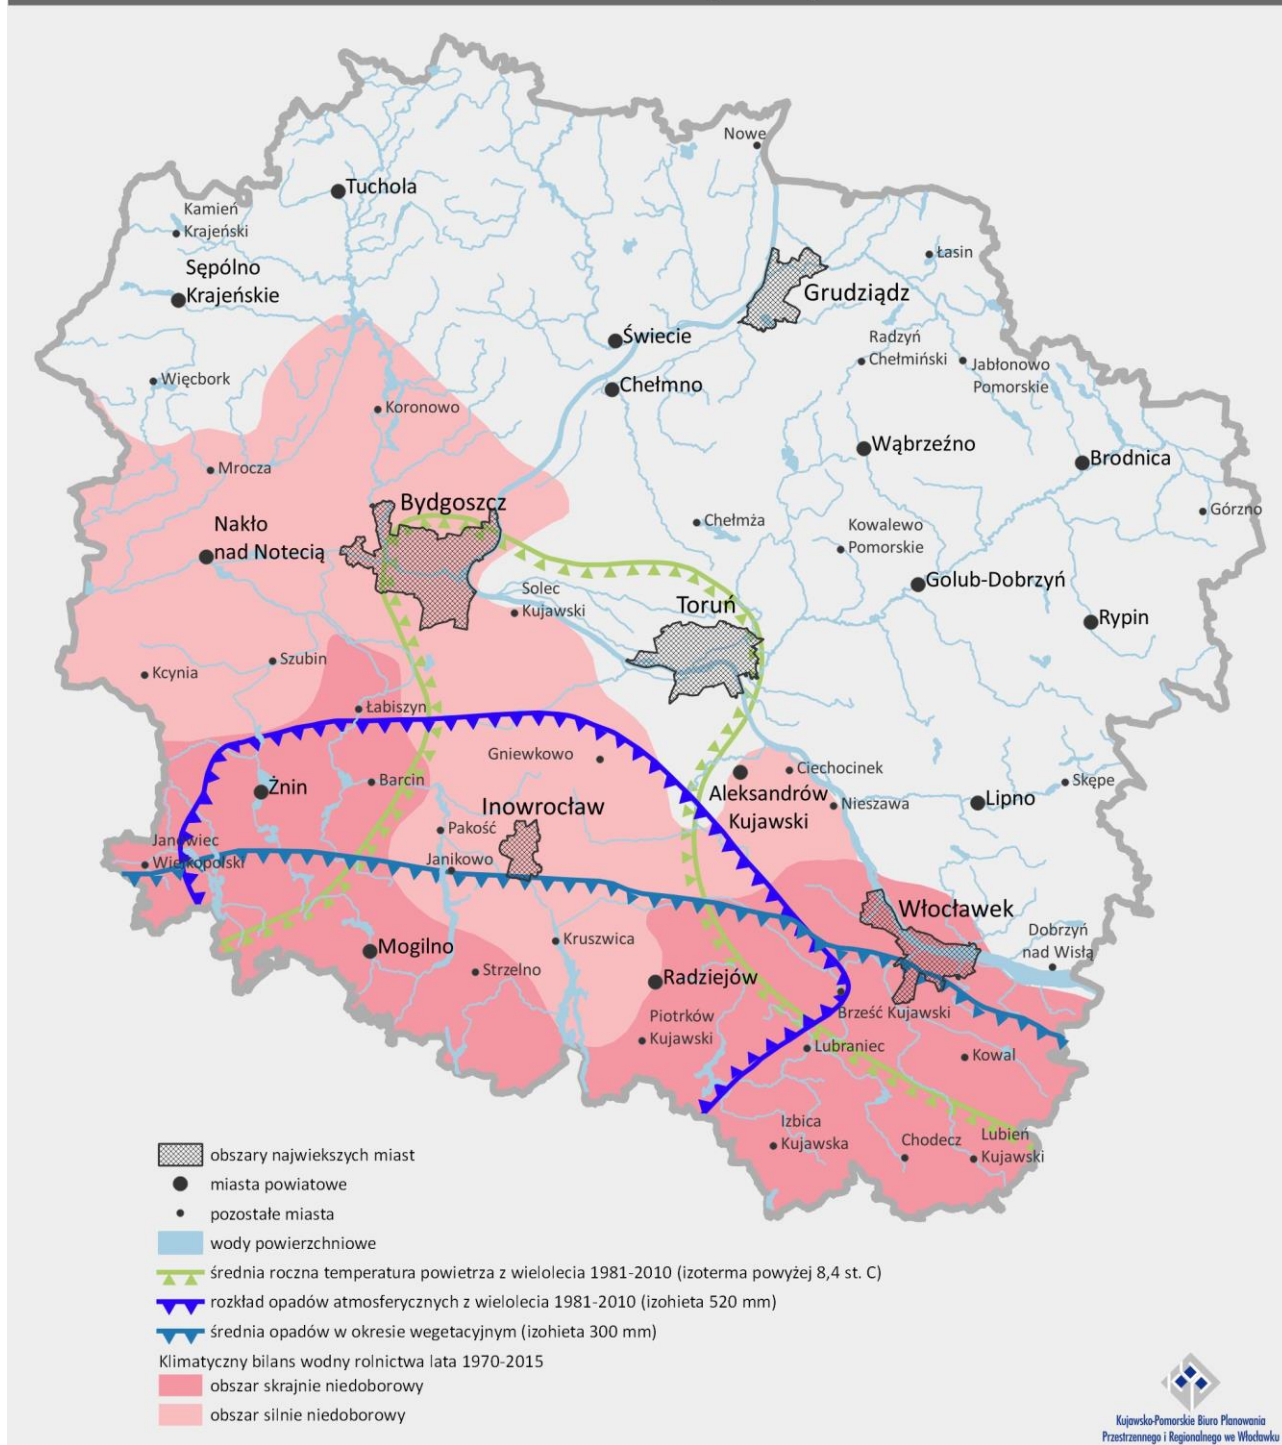 Nowe
Tuchola
Kamień
Krajeński
Łasin
Sępólno
Krajeńskie
Grudziądz
Świecie
Radzyń
Chełmiński
Jabłonowo
Pomorskie
Więcbork
Chełmno
Koronowo
Wąbrzeźno
Brodnica
Mrocza
Bydgoszcz
Górzno
Nakło
nad Notecią
Chełmża
Kowalewo
Pomorskie
Golub-Dobrzyń
Solec
Kujawski
Toruń
Rypin
Szubin
Kcynia
Łabiszyn
Gniewkowo
Ciechocinek
Skępe
Żnin
Barcin
Aleksandrów
Kujawski
Nieszawa
Lipno
Inowrocław
Pakość
Janowiec
Wielkopolski
Janikowo
Włocławek
Dobrzyń
nad Wisłą
Mogilno
Kruszwica
Strzelno
Radziejów
Brześć Kujawski
Piotrków
Kujawski
Lubraniec
Kowal
Izbica
Kujawska
Chodecz
Lubień
Kujawski
obszary najwiekszych miast
miasta powiatowe
pozostałe miasta
wody powierzchniowe
średnia roczna temperatura powietrza z wielolecia 1981-2010 (izoterma powyżej 8,4 st. C)
rozkład opadów atmosferycznych z wielolecia 1981-2010 (izohieta 520 mm)
średnia opadów w okresie wegetacyjnym (izohieta 300 mm)
Klimatyczny bilans wodny rolnictwa lata 1970-2015
obszar skrajnie niedoborowy
obszar silnie niedoborowy
Kujawsko-Pomorskie Biuro Planowania
Przestrzennego i Regionalnego we Włocławku